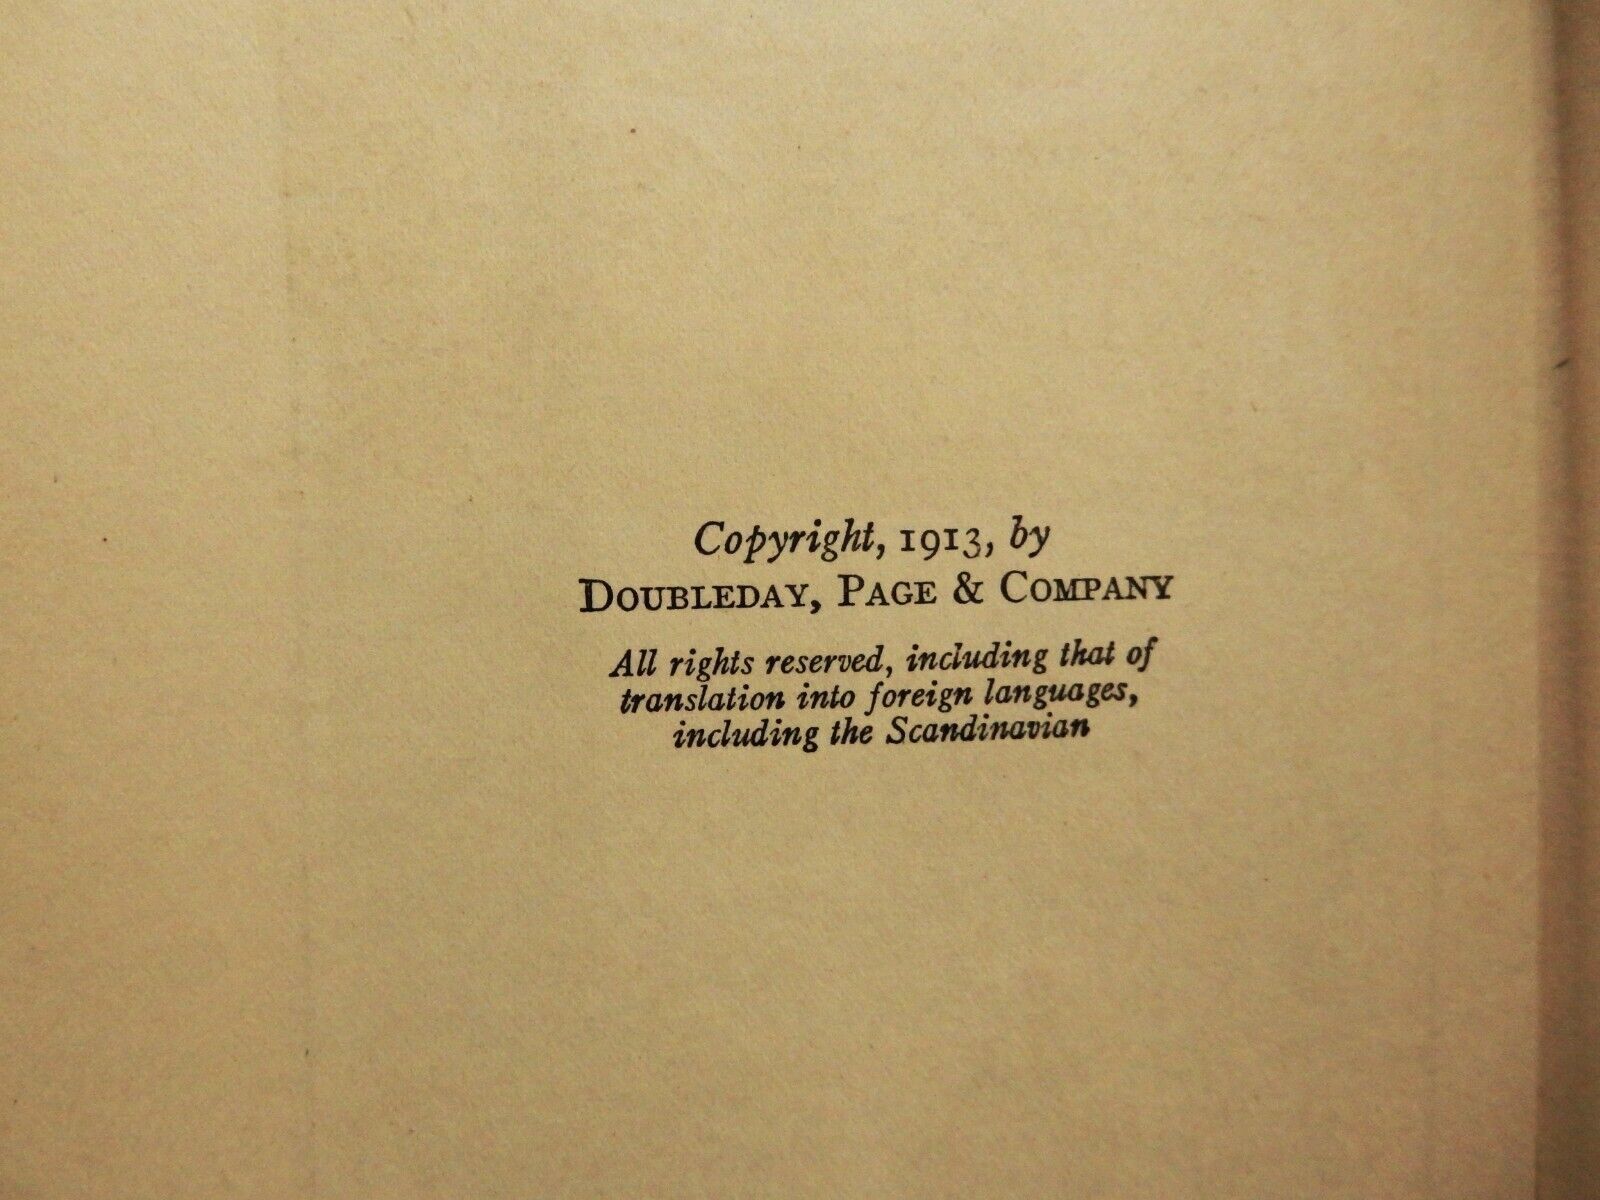 Copyright, 1913, by
DOUBLEDAY, PAGE & COMPANY
All rights reserved, including that of
translation into foreign languages,
including the Scandinavian